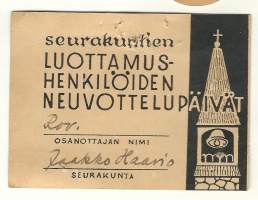 seurakuntien
LUOTTAMUS-
HENKILÖIDEN
NEUVOTTELUPÄIVÄT
Rov.
OSANOTTAJAN NIMI
Jaakko Haavio
SEURAKUNTA